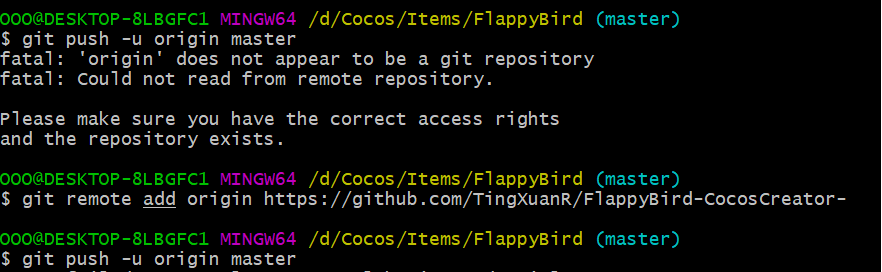 OOO@DESKTOP-8LBGFC1 MINGW64 /d/Cocos/Items/FlappyBird (master)
$ git push -u origin master
fatal: 'origin' does not appear to be a git repository
fatal: Could not read from remote repository.
Please make sure you have the correct access rights
and the repository exists.
OOO@DESKTOP-8LBGFC1 MINGW64 /d/Cocos/Items/FlappyBird (master)
$ git remote add origin https://github.com/TingXuanR/FlappyBird-CocosCreator-
OOO@DESKTOP-8LBGFC1 MINGW64 /d/Cocos/Items/FlappyBird (master)
$ git push -u origin master